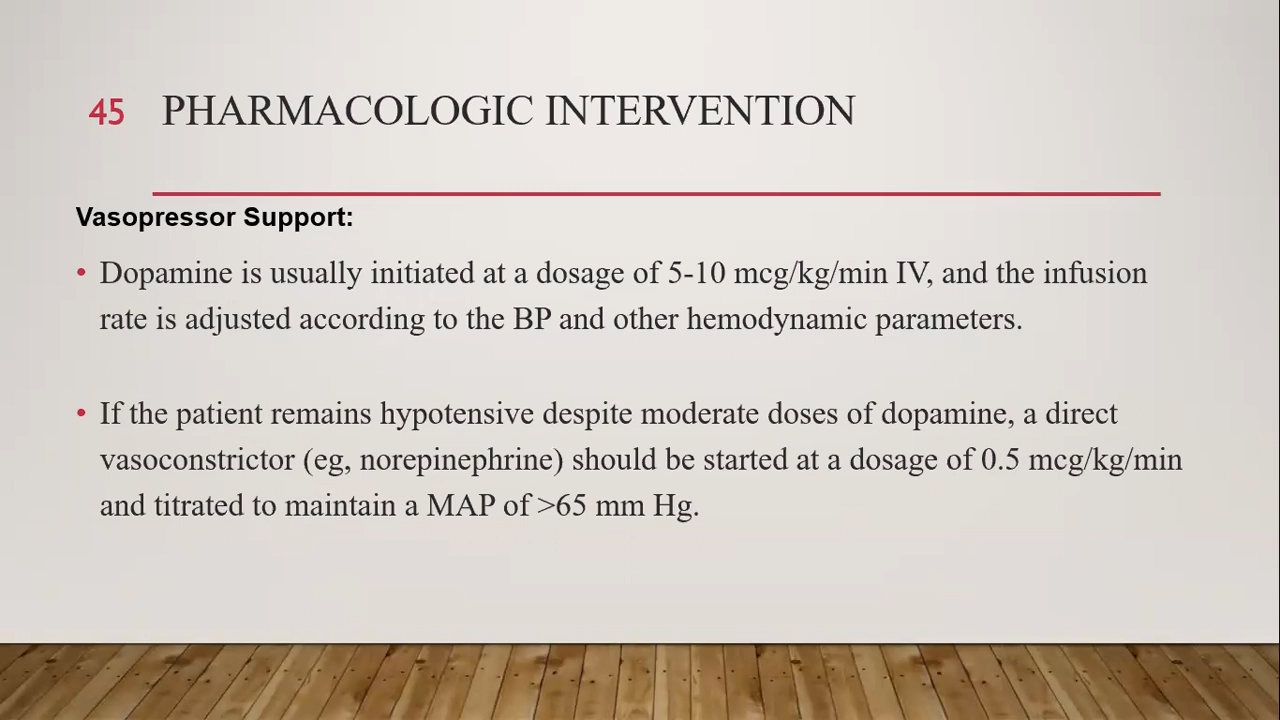 45 PHARMACOLOGIC INTERVENTION
Vasopressor Support:
• Dopamine is usually initiated at a dosage of 5-10 mcg/kg/min IV, and the infusion
rate is adjusted according to the BP and other hemodynamic parameters.
• If the patient remains hypotensive despite moderate doses of dopamine, a direct
vasoconstrictor (eg, norepinephrine) should be started at a dosage of 0.5 mcg/kg/min
and titrated to maintain a MAP of >65 mm Hg.